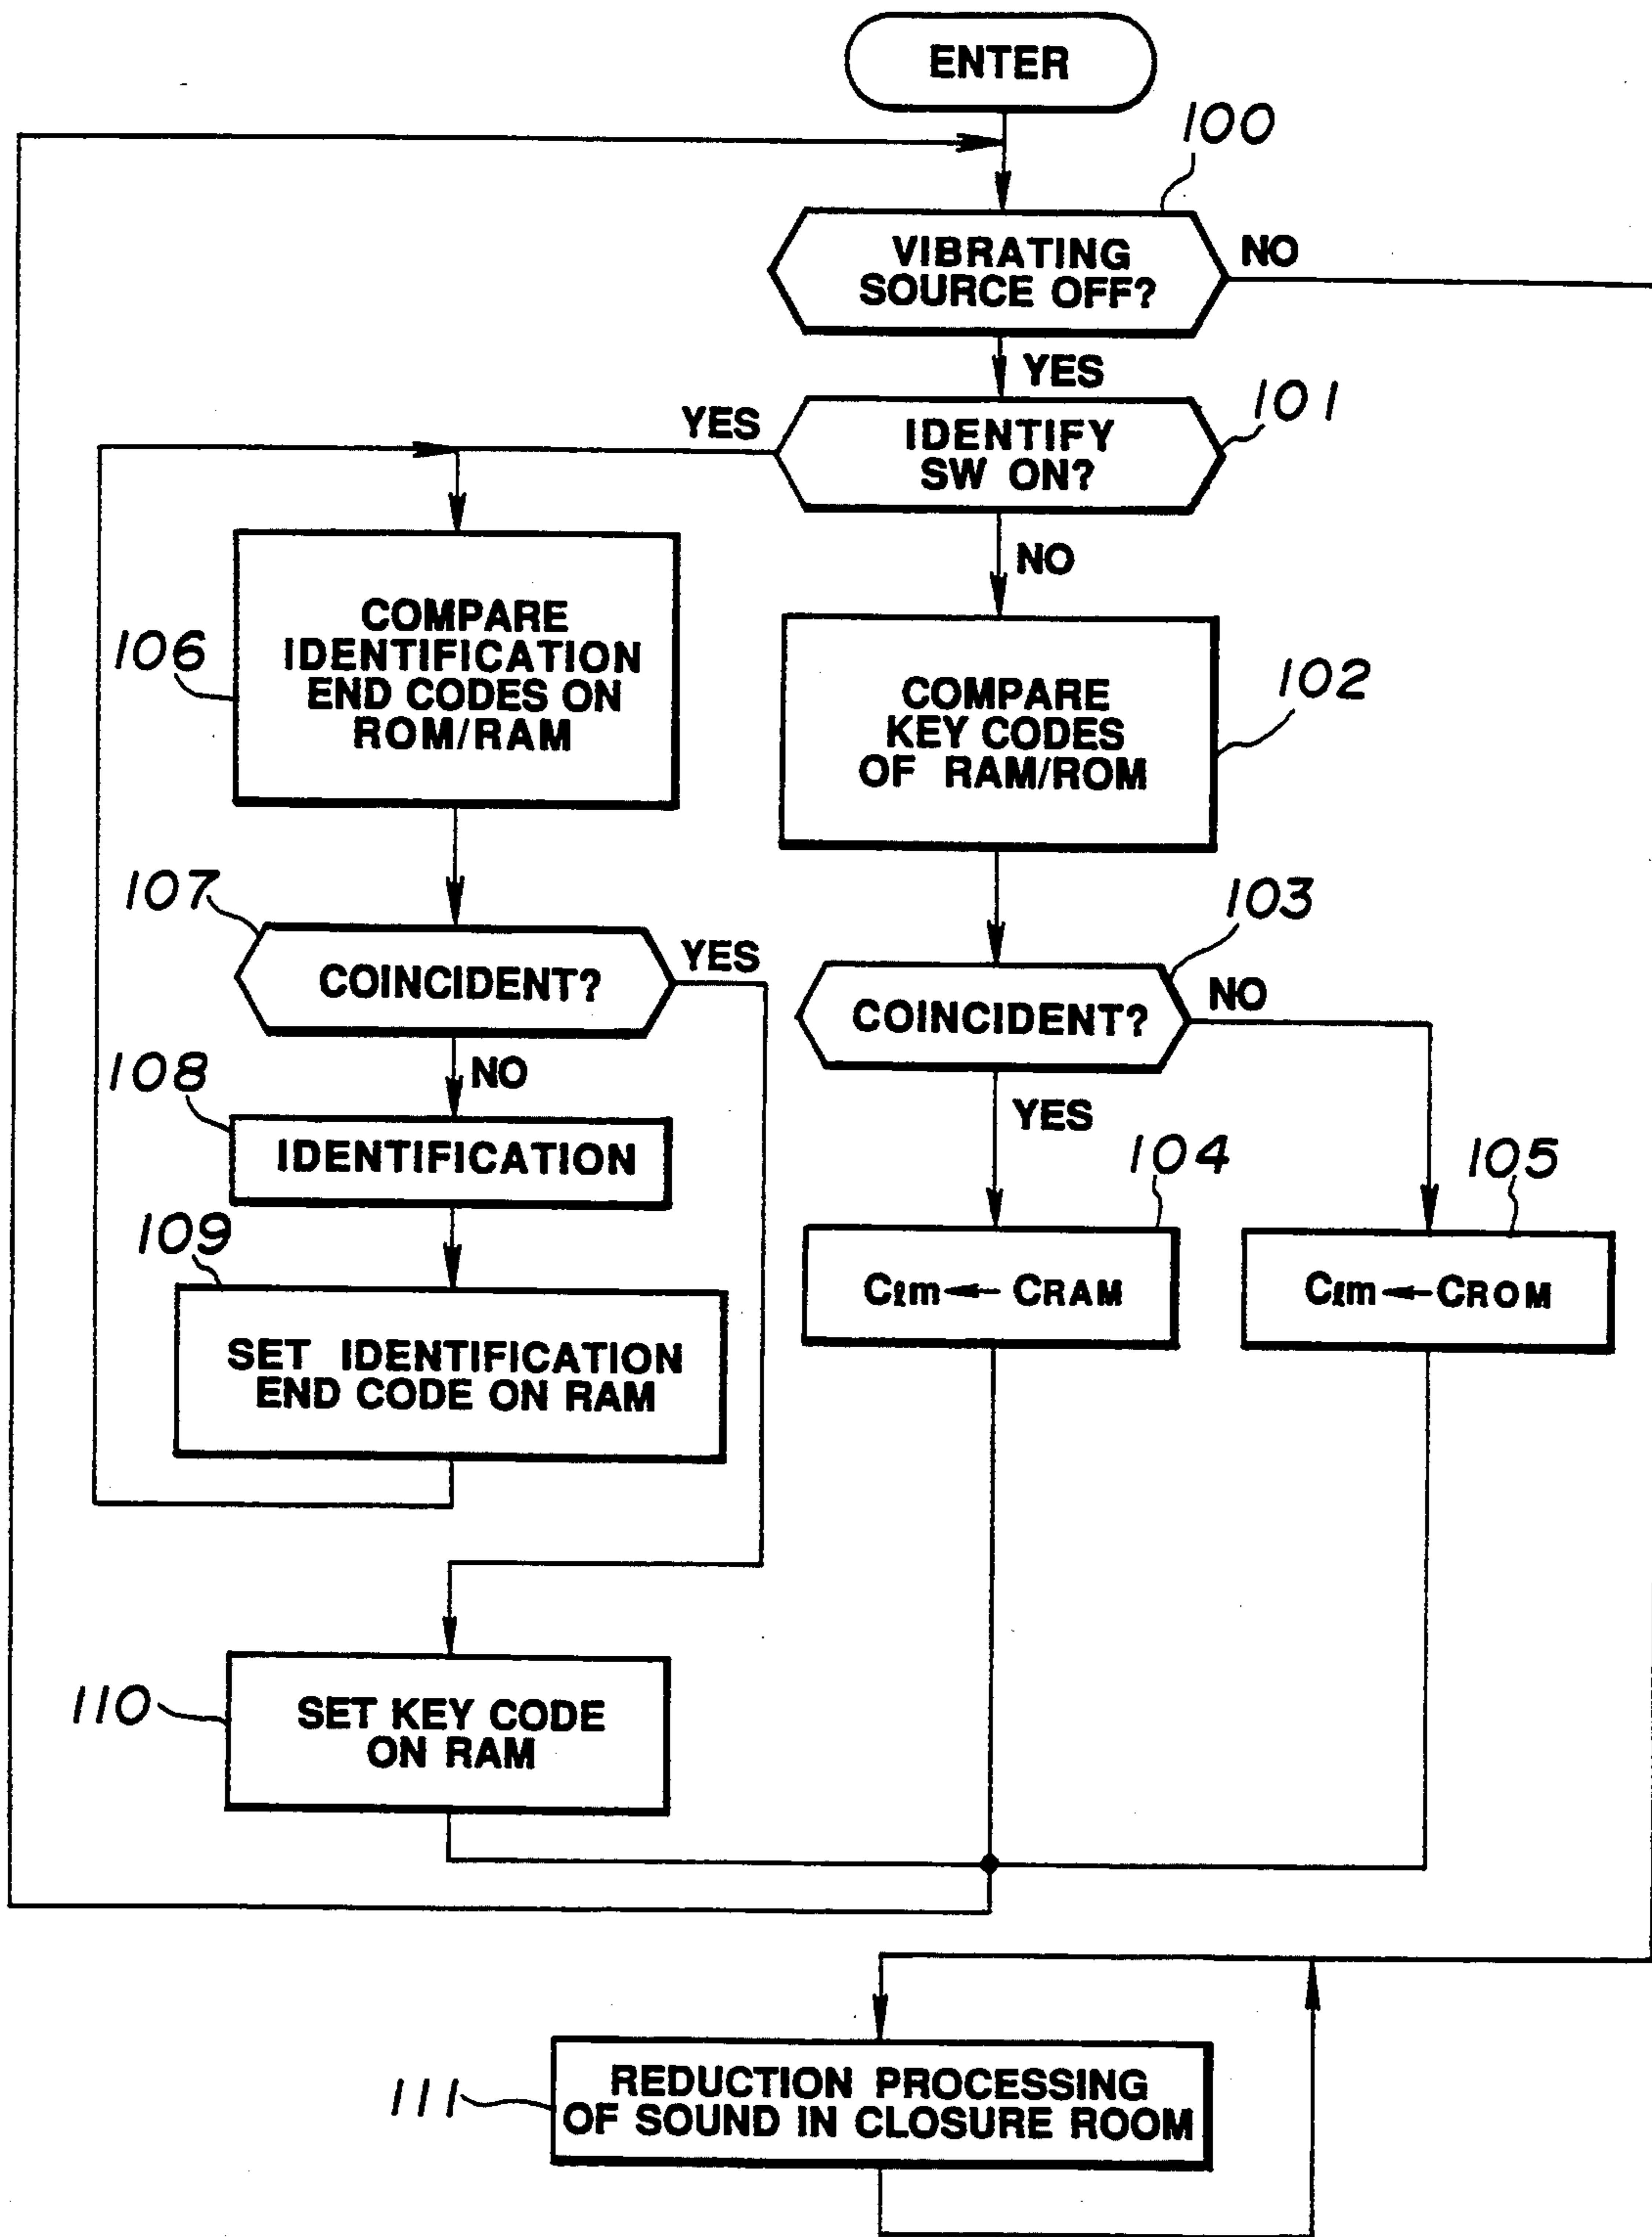 ENTER
100
VIBRATING
SOURCE OFF?
NO
YES
101
IDENTIFY
SW ON?
YES
NO
106
COMPARE
IDENTIFICATION
END CODES ON
ROM/RAM
102
COMPARE
KEY CODES
OF RAM/ROM
107
COINCIDENT?
YES
NO
103
COINCIDENT?
NO
YES
108
IDENTIFICATION
104
Cℓm ← CRAM
105
Cℓm ← CROM
109
SET IDENTIFICATION
END CODE ON RAM
110
SET KEY CODE
ON RAM
111
REDUCTION PROCESSING
OF SOUND IN CLOSURE ROOM